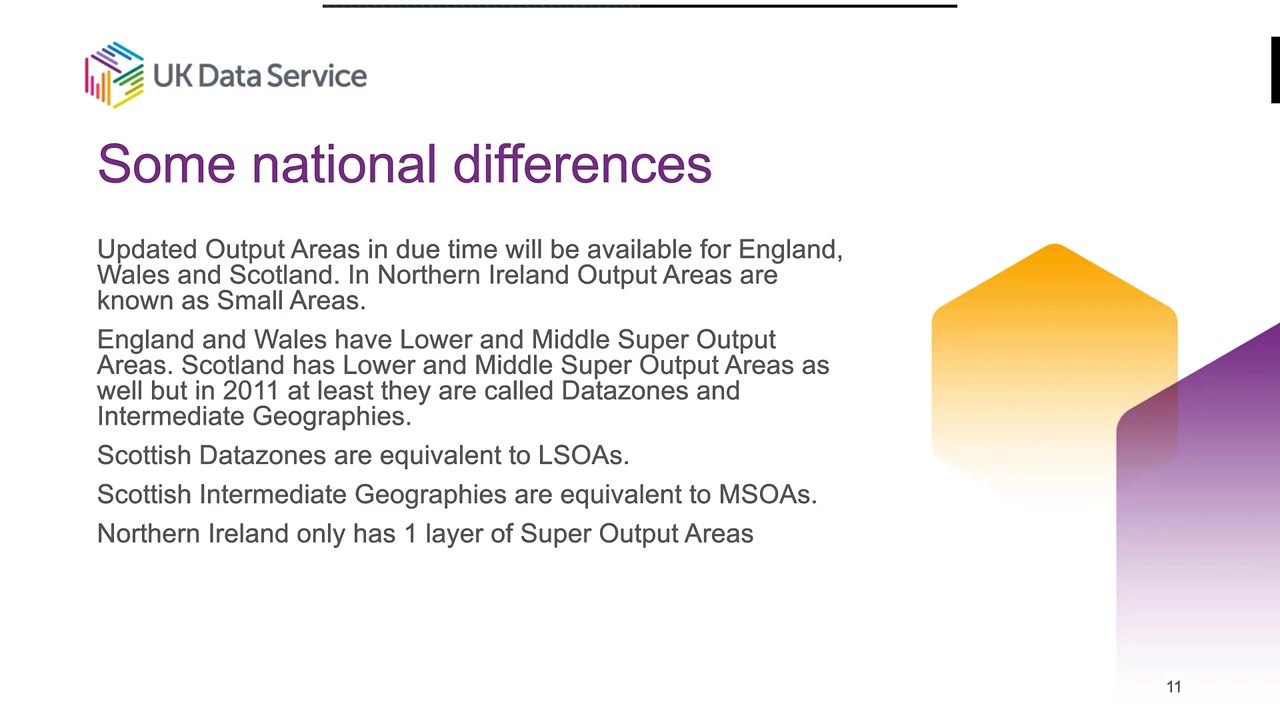 UK Data Service
Some national differences
Updated Output Areas in due time will be available for England,
Wales and Scotland. In Northern Ireland Output Areas are
known as Small Areas.
England and Wales have Lower and Middle Super Output
Areas. Scotland has Lower and Middle Super Output Areas as
well but in 2011 at least they are called Datazones and
Intermediate Geographies.
Scottish Datazones are equivalent to LSOAs.
Scottish Intermediate Geographies are equivalent to MSOAs.
Northern Ireland only has 1 layer of Super Output Areas
11